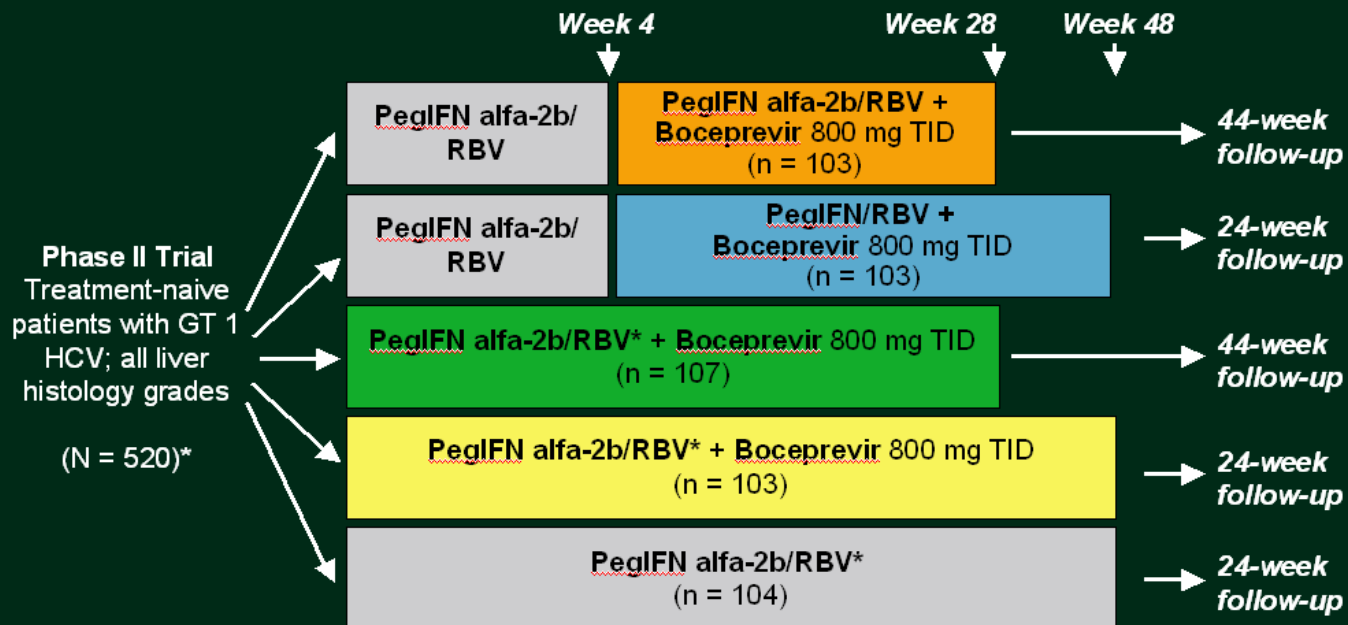 Week 4
Week 28
Week 48
PegIFN alfa-2b/
RBV
PegIFN alfa-2b/RBV +
Boceprevir 800 mg TID
(n = 103)
44-week
follow-up
PegIFN alfa-2b/
RBV
PegIFN/RBV +
Boceprevir 800 mg TID
(n = 103)
24-week
follow-up
Phase II Trial
Treatment-naive
patients with GT 1
HCV; all liver
histology grades
(N = 520)*
PegIFN alfa-2b/RBV* + Boceprevir 800 mg TID
(n = 107)
44-week
follow-up
PegIFN alfa-2b/RBV* + Boceprevir 800 mg TID
(n = 103)
24-week
follow-up
PegIFN alfa-2b/RBV*
(n = 104)
24-week
follow-up